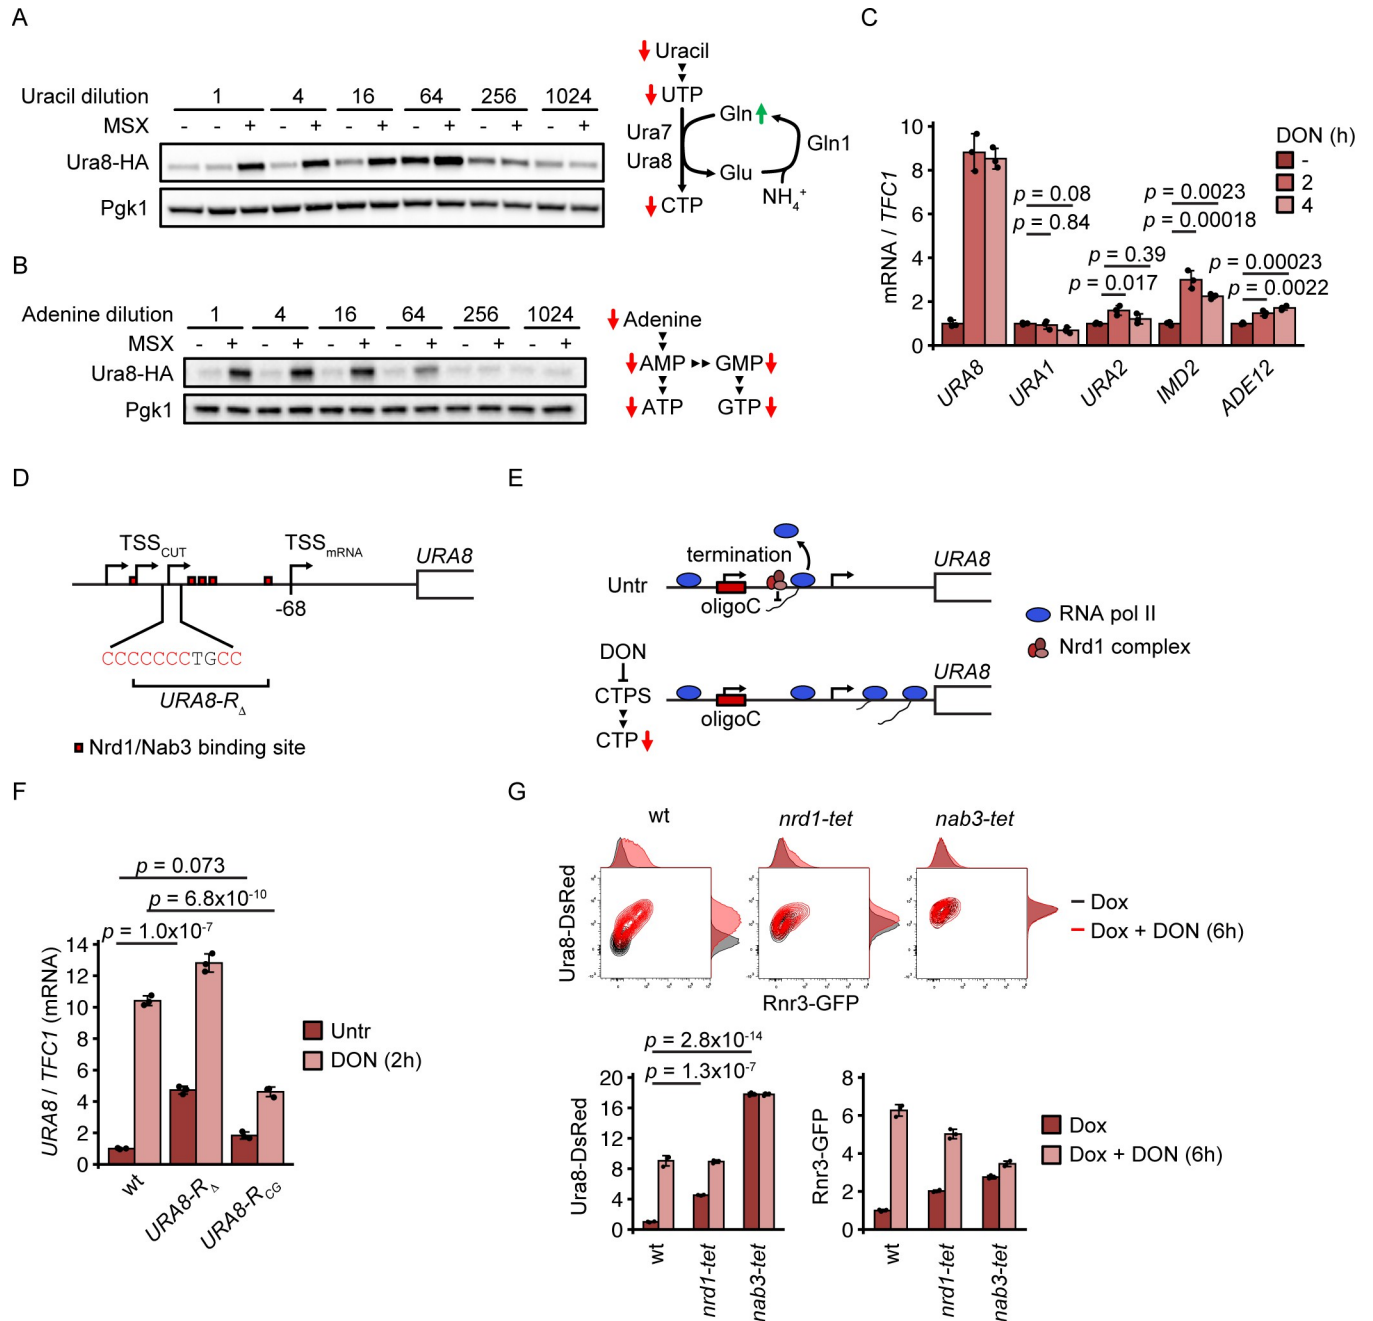 A
Uracil dilution 1 4 16 64 256 1024
MSX - - + - + - + - + - + - +
Ura8-HA
Pgk1
Uracil
UTP
Ura7
Ura8
Gln
Gln1
Glu
NH4+
CTP
B
Adenine dilution 1 4 16 64 256 1024
MSX - + - + - + - + - + - +
Ura8-HA
Pgk1
Adenine
AMP GMP
ATP GTP
C
mRNA / TFC1
10
8
6
4
2
0
p = 0.08
p = 0.84
p = 0.39
p = 0.017
p = 0.0023
p = 0.00018
p = 0.00023
p = 0.0022
DON (h)
-
2
4
URA8 URA1 URA2 IMD2 ADE12
D
TSSCUT TSSmRNA URA8
-68
CCCCCCCCTGCC
URA8-RΔ
Nrd1/Nab3 binding site
E
termination URA8
Untr
oligoC
DON
CTPS
CTP
URA8
oligoC
RNA pol II
Nrd1 complex
F
p = 0.073
p = 6.8x10-10
p = 1.0x10-7
URA8 / TFC1 (mRNA)
14
12
10
8
6
4
2
0
wt URA8-RΔ URA8-RCG
Untr
DON (2h)
G
wt nrd1-tet nab3-tet
Ura8-DsRed
Rnr3-GFP
Dox
Dox + DON (6h)
p = 2.8x10-14
p = 1.3x10-7
Ura8-DsRed
20
16
12
8
4
0
wt nrd1-tet nab3-tet
Rnr3-GFP
8
6
4
2
0
wt nrd1-tet nab3-tet
Dox
Dox + DON (6h)